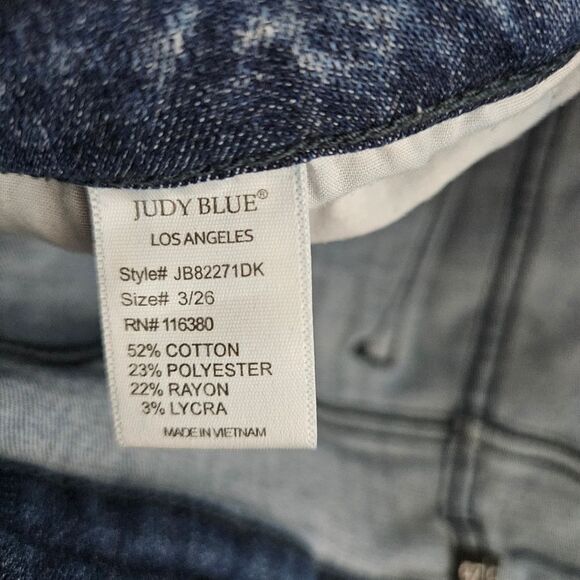 JUDY BLUE®
LOS ANGELES
Style# JB82271DK
Size# 3/26
RN# 116380
52% COTTON
23% POLYESTER
22% RAYON
3% LYCRA
MADE IN VIETNAM